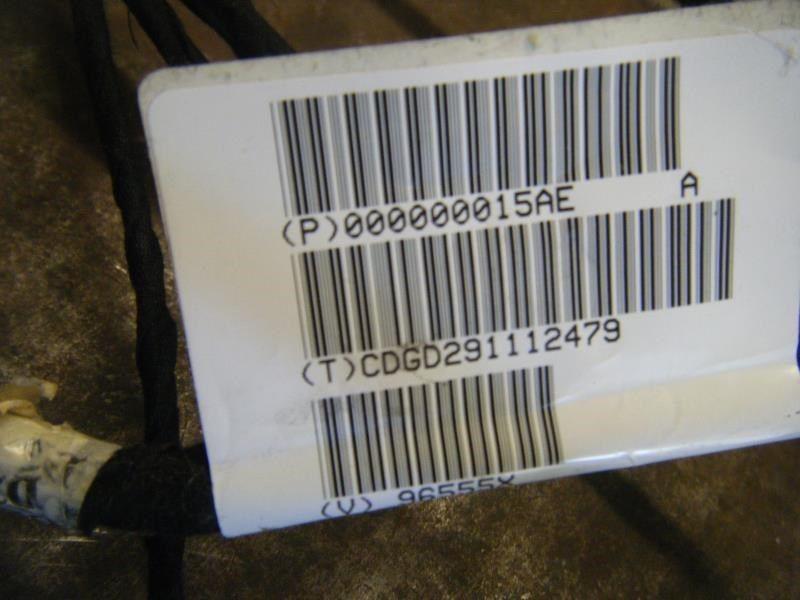 (P)000000015AE A
(T)CDGD291112479
(V) 96555X